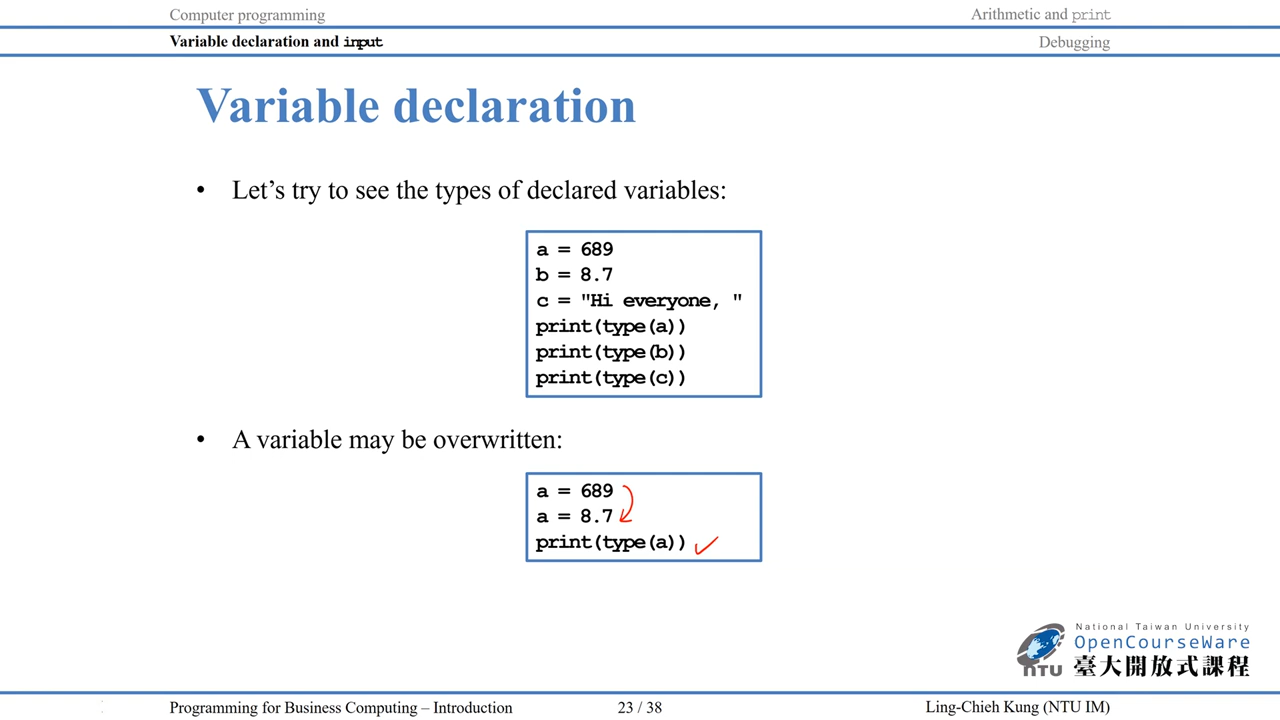 Computer programming
Arithmetic and print
Variable declaration and input
Debugging
Variable declaration
• Let's try to see the types of declared variables:
a = 689
b = 8.7
c = "Hi everyone, "
print(type(a))
print(type(b))
print(type(c))
• A variable may be overwritten:
a = 689
a = 8.7
print(type(a))
National Taiwan University
OpenCourseWare
NTU 臺大開放式課程
Programming for Business Computing – Introduction
23 / 38
Ling-Chieh Kung (NTU IM)